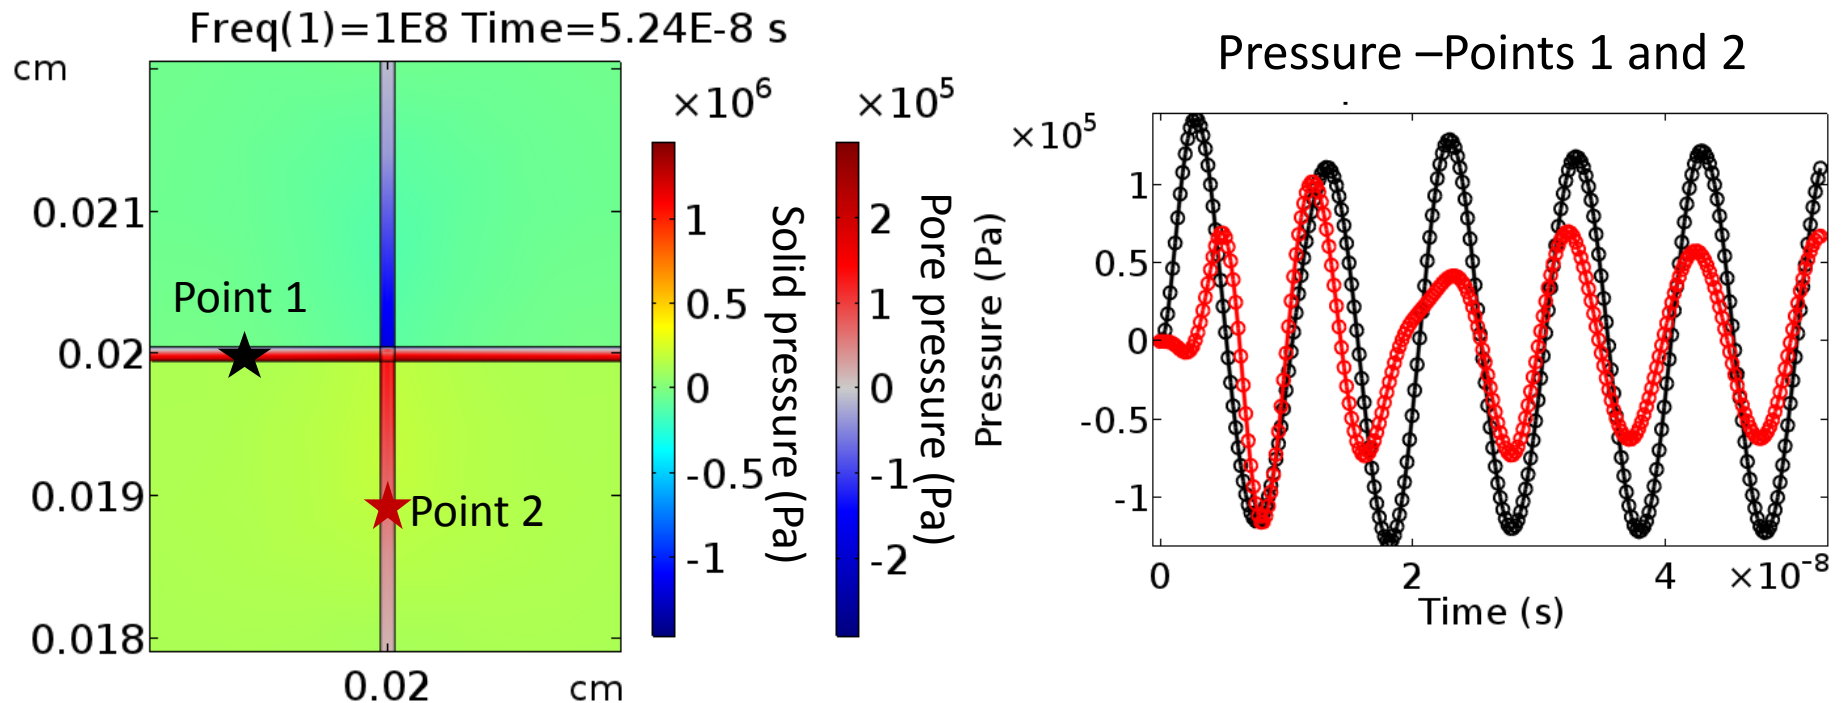 Freq(1)=1E8 Time=5.24E-8 s
cm
0.021
0.02
0.019
0.018
0.02
cm
Point 1
Point 2
×10⁶
1
0.5
0
-0.5
-1
Solid pressure (Pa)
×10⁵
2
1
0
-1
-2
Pore pressure (Pa)
Pressure –Points 1 and 2
×10⁵
1
0.5
0
-0.5
-1
Pressure (Pa)
0
2
4
×10⁻⁸
Time (s)